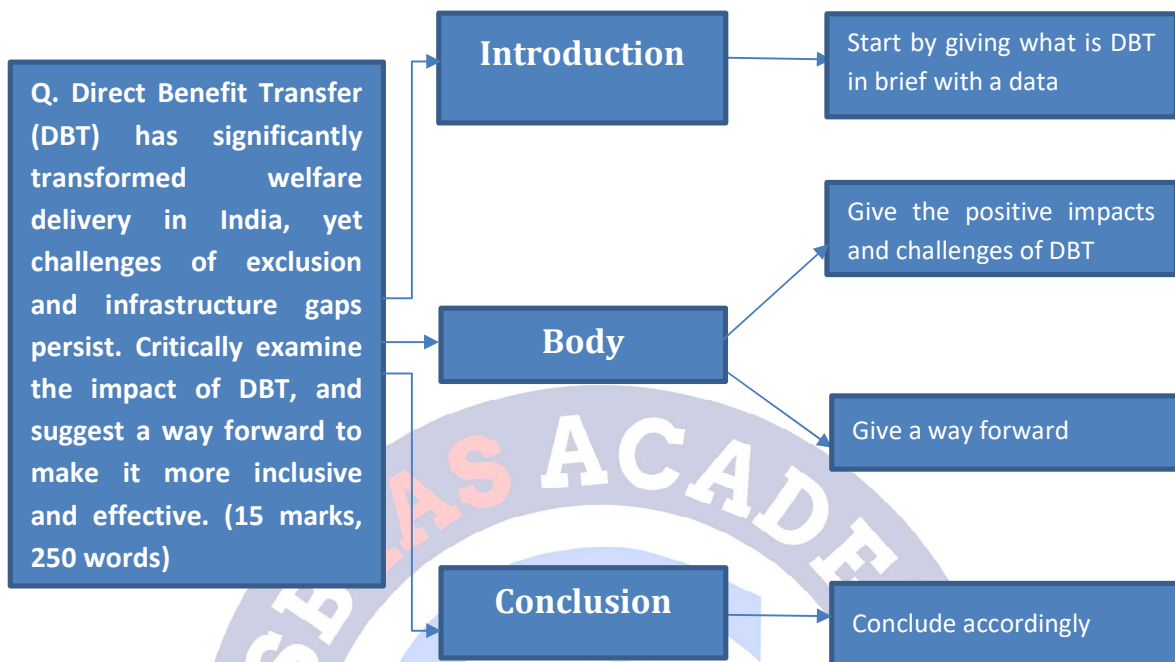 Q. Direct Benefit Transfer
(DBT) has significantly
transformed welfare
delivery in India, yet
challenges of exclusion
and infrastructure gaps
persist. Critically examine
the impact of DBT, and
suggest a way forward to
make it more inclusive
and effective. (15 marks,
250 words)
Introduction
Start by giving what is DBT
in brief with a data
Body
Give the positive impacts
and challenges of DBT
Give a way forward
Conclusion
Conclude accordingly
IAS ACADE